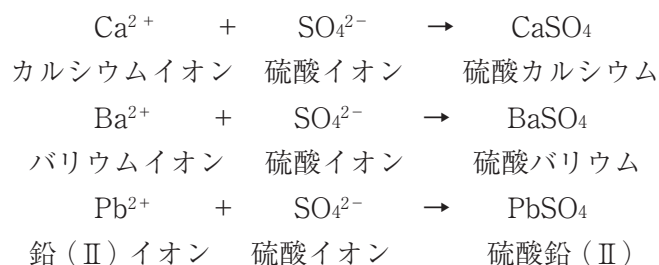 Ca²⁺ + SO₄²⁻ → CaSO₄
カルシウムイオン 硫酸イオン 硫酸カルシウム
Ba²⁺ + SO₄²⁻ → BaSO₄
バリウムイオン 硫酸イオン 硫酸バリウム
Pb²⁺ + SO₄²⁻ → PbSO₄
鉛(Ⅱ)イオン 硫酸イオン 硫酸鉛(Ⅱ)